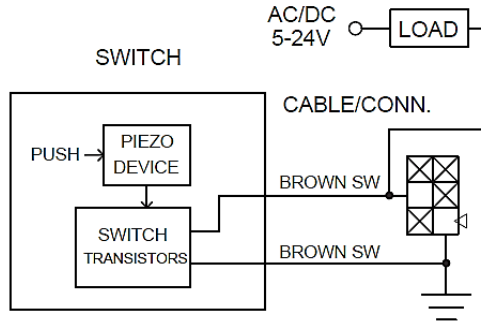 AC/DC
5-24V
LOAD
SWITCH
CABLE/CONN.
PUSH
PIEZO
DEVICE
BROWN SW
SWITCH
TRANSISTORS
BROWN SW